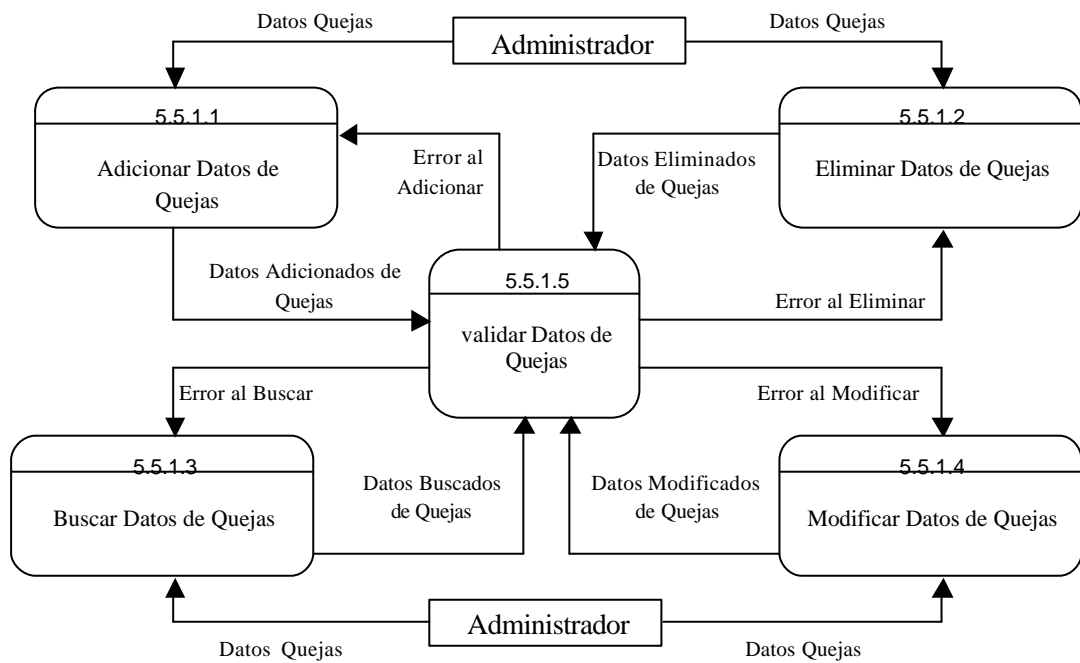 Datos Quejas
Administrador
Datos Quejas
5.5.1.1
Adicionar Datos de
Quejas
Error al
Adicionar
Datos Eliminados
de Quejas
5.5.1.2
Eliminar Datos de Quejas
Datos Adicionados de
Quejas
5.5.1.5
validar Datos de
Quejas
Error al Eliminar
Error al Buscar
Error al Modificar
5.5.1.3
Buscar Datos de Quejas
Datos Buscados
de Quejas
Datos Modificados
de Quejas
5.5.1.4
Modificar Datos de Quejas
Datos Quejas
Administrador
Datos Quejas